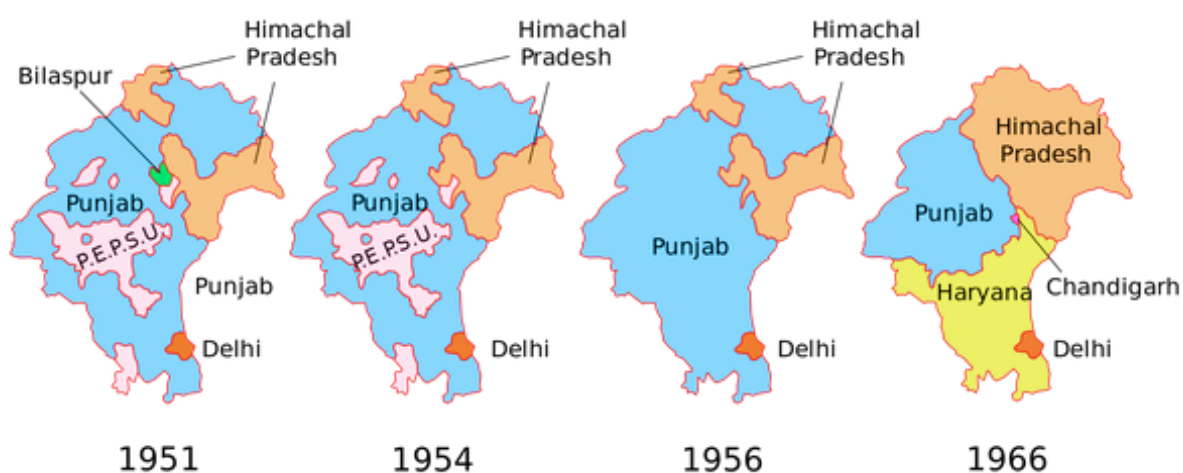 Himachal
Pradesh
Bilaspur
Punjab
P.E.P.S.U.
Punjab
Delhi
1951
Himachal
Pradesh
Punjab
P.E.P.S.U.
Delhi
1954
Himachal
Pradesh
Punjab
Delhi
1956
Himachal
Pradesh
Punjab
Haryana
Chandigarh
Delhi
1966